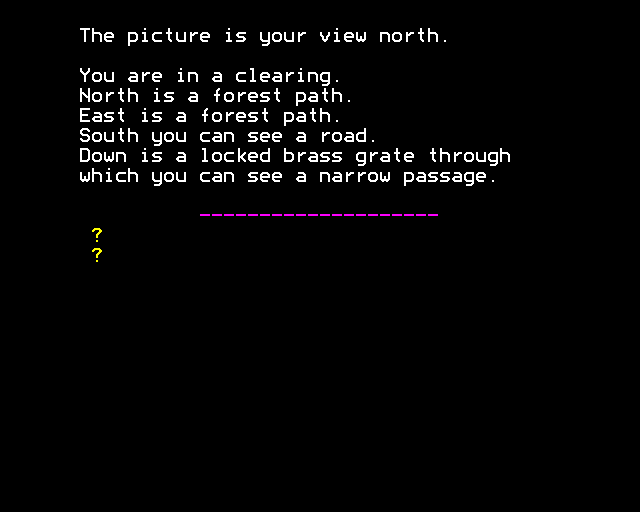 The picture is your view north.
You are in a clearing.
North is a forest path.
East is a forest path.
South you can see a road.
Down is a locked brass grate through
which you can see a narrow passage.
--------------------
?
?